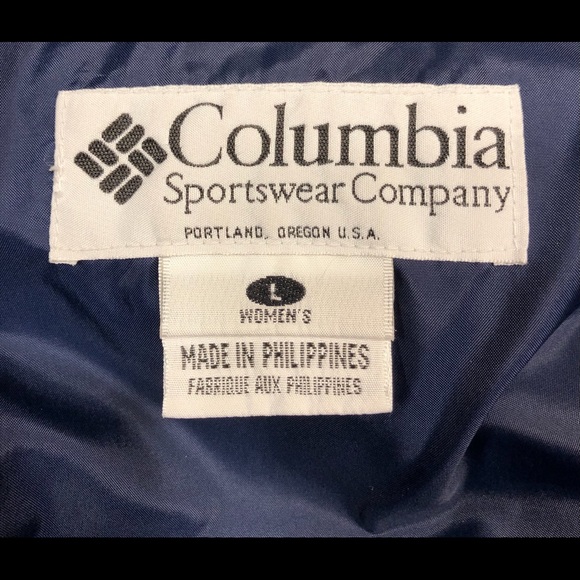 Columbia
Sportswear Company
PORTLAND, OREGON U.S.A.
L
WOMEN'S
MADE IN PHILIPPINES
FABRIQUE AUX PHILIPPINES